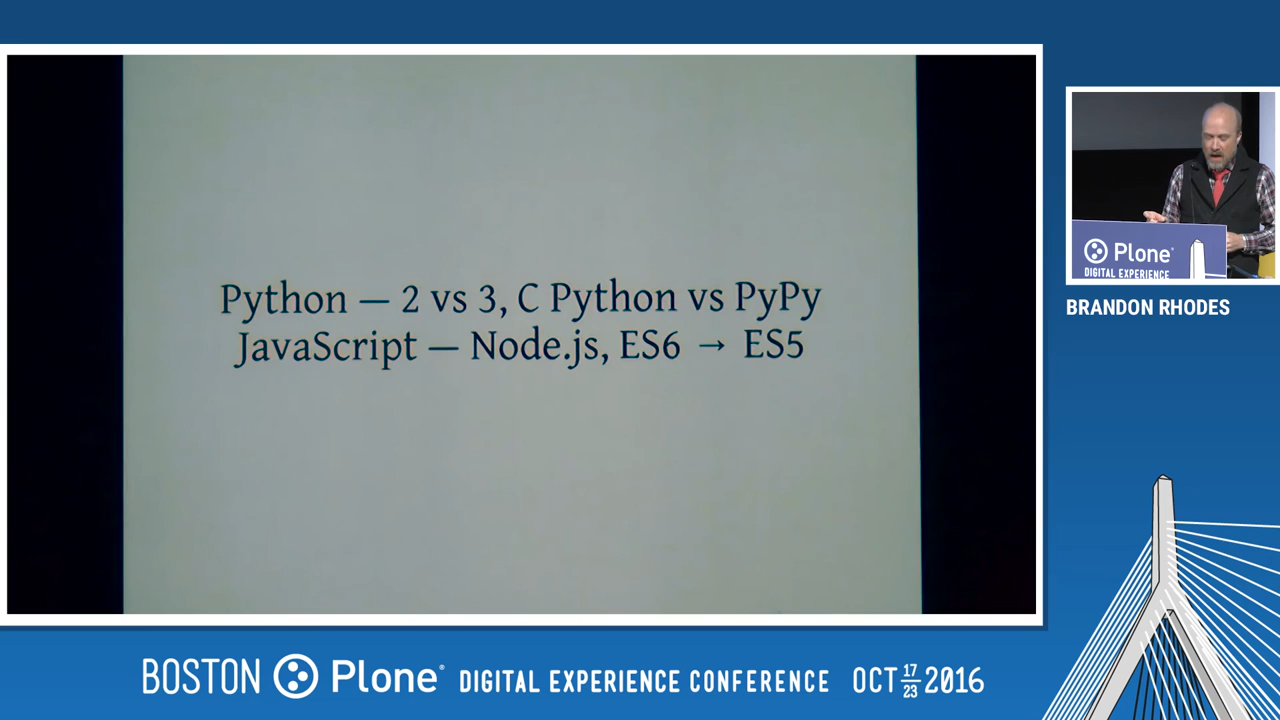 Python — 2 vs 3, C Python vs PyPy
JavaScript — Node.js, ES6 → ES5
Plone®
DIGITAL EXPERIENCE
BRANDON RHODES
BOSTON Plone® DIGITAL EXPERIENCE CONFERENCE OCT 17 23 2016